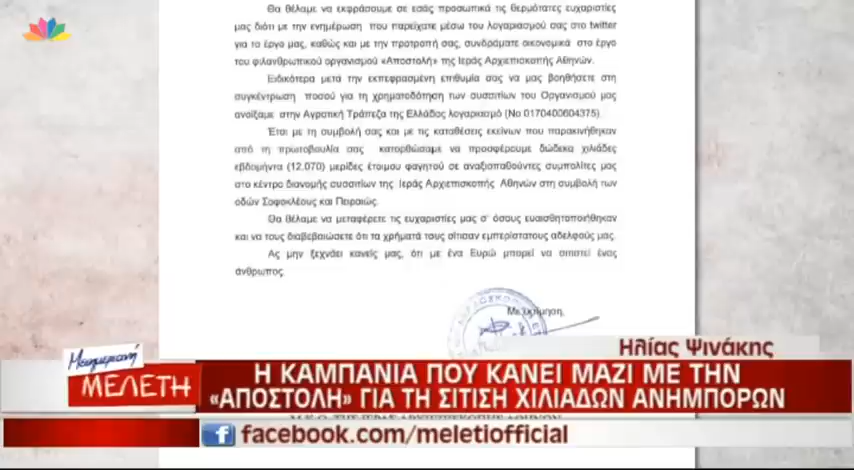 Θα θέλαμε να εκφράσουμε σε εσάς προσωπικά τις θερμότατες ευχαριστίες
μας διότι με την ενημέρωση που παρείχατε μέσω του λογαριασμού σας στο twitter
για το έργο μας, καθώς και με την προτροπή σας, συνδράματε οικονομικά στο έργο
του φιλανθρωπικού οργανισμού «Αποστολή» της Ιεράς Αρχιεπισκοπής Αθηνών.
Ειδικότερα μετά την εκπεφρασμένη επιθυμία σας να μας βοηθήσετε στη
συγκέντρωση ποσού για τη χρηματοδότηση των συσσιτίων του Οργανισμού μας
ανοίξαμε στην Αγροτική Τράπεζα της Ελλάδος λογαριασμό (Νο 0170400604375).
Έτσι με τη συμβολή σας και με τις καταθέσεις εκείνων που παρακινήθηκαν
από τη πρωτοβουλία σας κατορθώσαμε να προσφέρουμε δώδεκα χιλιάδες
εβδομήντα (12.070) μερίδες έτοιμου φαγητού σε αναξιοπαθούντες συμπολίτες μας
στο κέντρο διανομής συσσιτίων της Ιεράς Αρχιεπισκοπής Αθηνών στη συμβολή των
οδών Σοφοκλέους και Πειραιώς.
Θα θέλαμε να μεταφέρετε τις ευχαριστίες μας σ' όσους ευαισθητοποιήθηκαν
και να τους διαβεβαιώσετε ότι τα χρήματά τους σίτισαν εμπερίστατους αδελφούς μας.
Ας μην ξεχνάει κανείς μας, ότι με ένα Ευρώ μπορεί να σιτιστεί ένας
άνθρωπος.
Με εκτίμηση,
Ηλίας Ψινάκης
Μεσημεριανή
ΜΕΛΕΤΗ
Η ΚΑΜΠΑΝΙΑ ΠΟΥ ΚΑΝΕΙ ΜΑΖΙ ΜΕ ΤΗΝ
«ΑΠΟΣΤΟΛΗ» ΓΙΑ ΤΗ ΣΙΤΙΣΗ ΧΙΛΙΑΔΩΝ ΑΝΗΜΠΟΡΩΝ
f facebook.com/meletiofficial